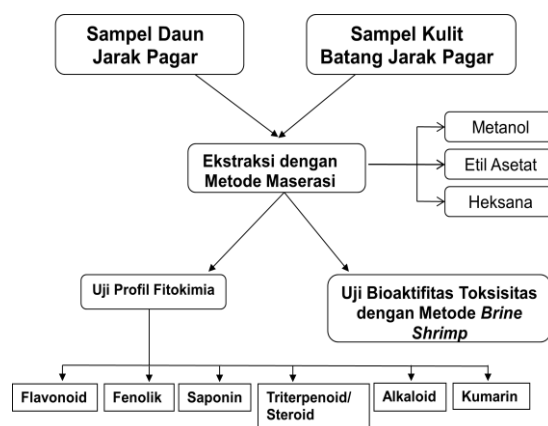 Sampel Daun
Jarak Pagar
Sampel Kulit
Batang Jarak Pagar
Ekstraksi dengan
Metode Maserasi
Metanol
Etil Asetat
Heksana
Uji Profil Fitokimia
Uji Bioaktifitas Toksisitas
dengan Metode Brine
Shrimp
Flavonoid
Fenolik
Saponin
Triterpenoid/
Steroid
Alkaloid
Kumarin